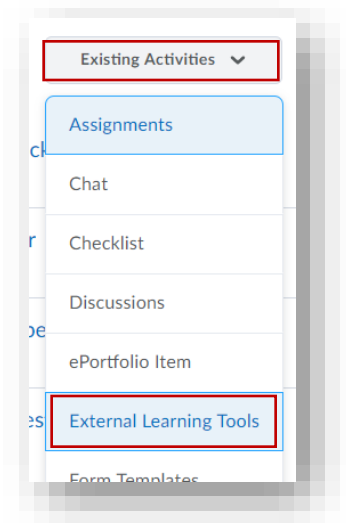 Existing Activities
Assignments
Chat
Checklist
Discussions
ePortfolio Item
External Learning Tools
Form Templates